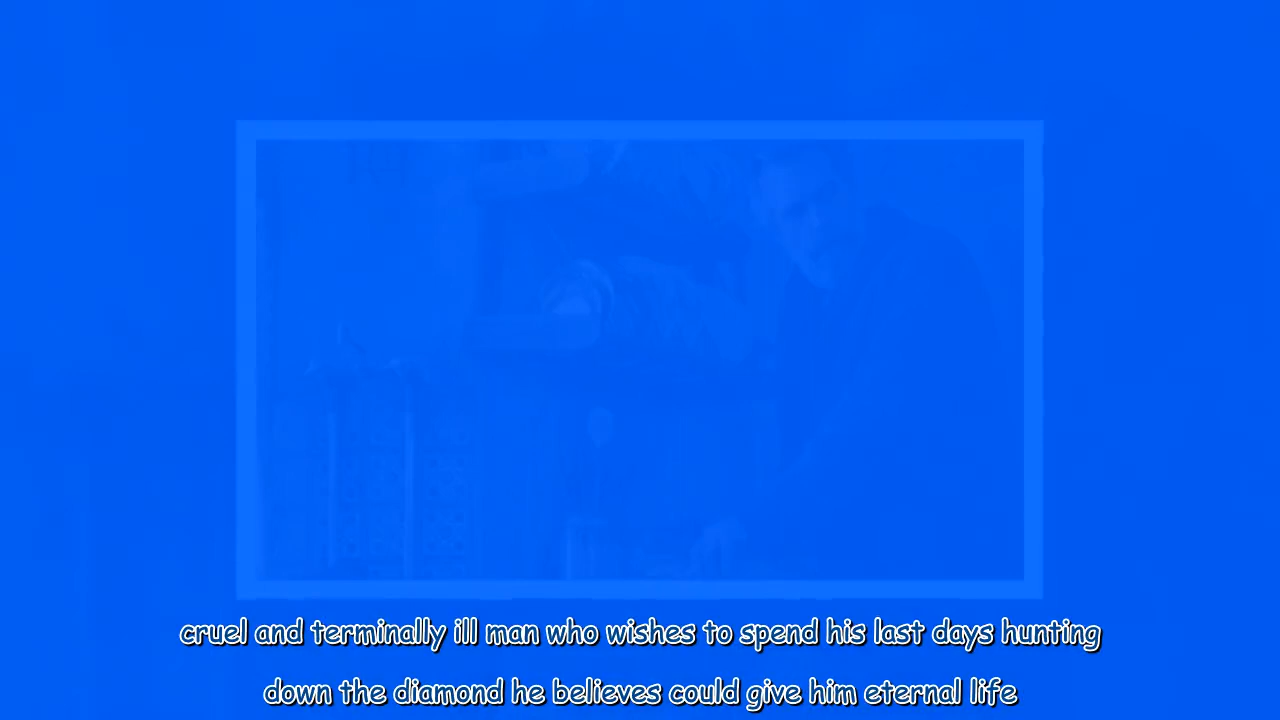 cruel and terminally ill man who wishes to spend his last days hunting
down the diamond he believes could give him eternal life